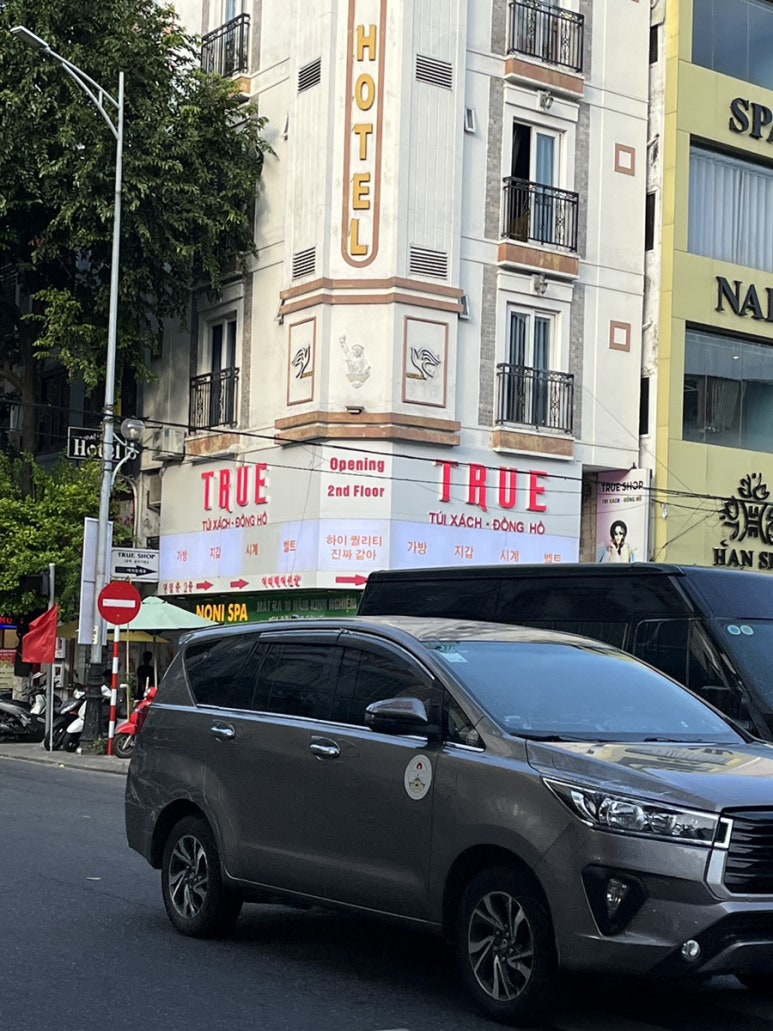 HOTEL
SPA
NAI
Hotel
TRUE
TÚI XÁCH - ĐỒNG HỒ
Opening
2nd Floor
TRUE
TÚI XÁCH - ĐỒNG HỒ
TRUE SHOP
TÚI XÁCH - ĐỒNG HỒ
가방 지갑 시계 벨트
하이 퀄리티
진짜 같아
가방 지갑 시계 벨트
TRUE SHOP
HAN S
NONI SPA